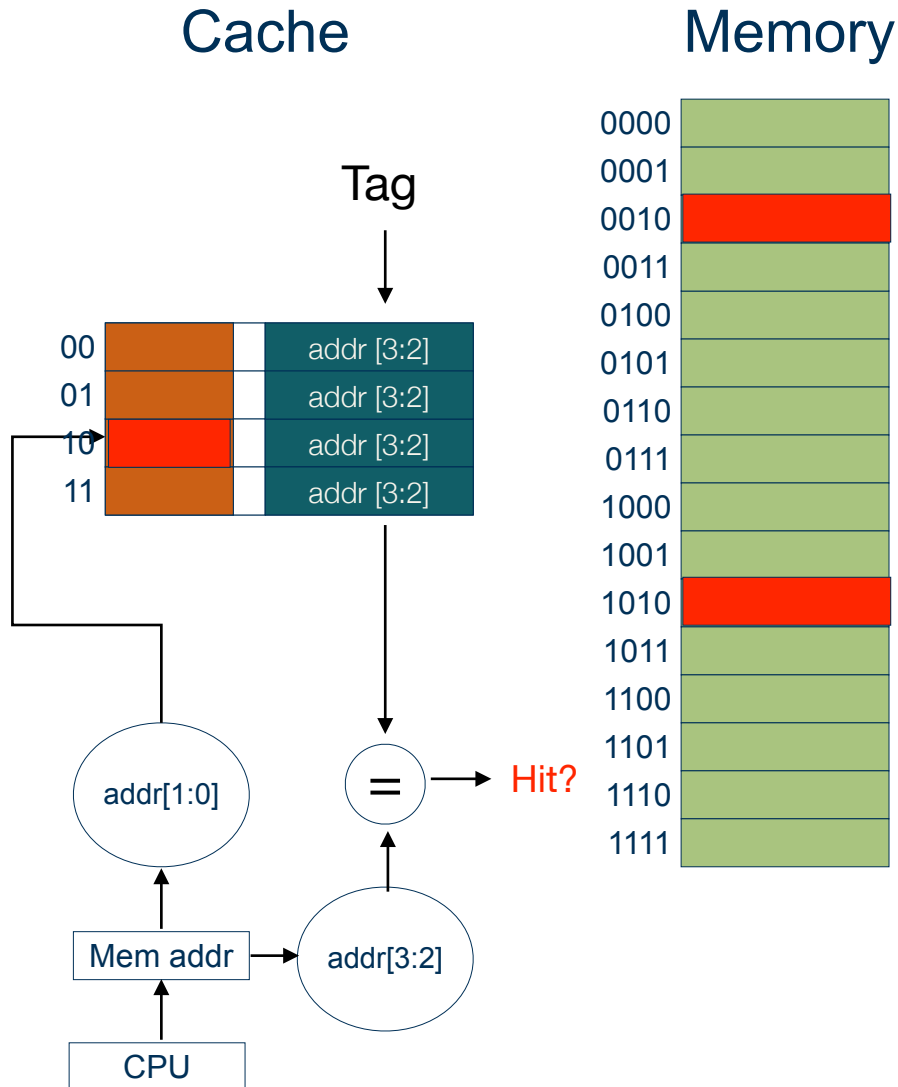 Cache
Memory
Tag
00
01
10
11
addr [3:2]
addr [3:2]
addr [3:2]
addr [3:2]
0000
0001
0010
0011
0100
0101
0110
0111
1000
1001
1010
1011
1100
1101
1110
1111
addr[1:0]
=
Hit?
Mem addr
addr[3:2]
CPU